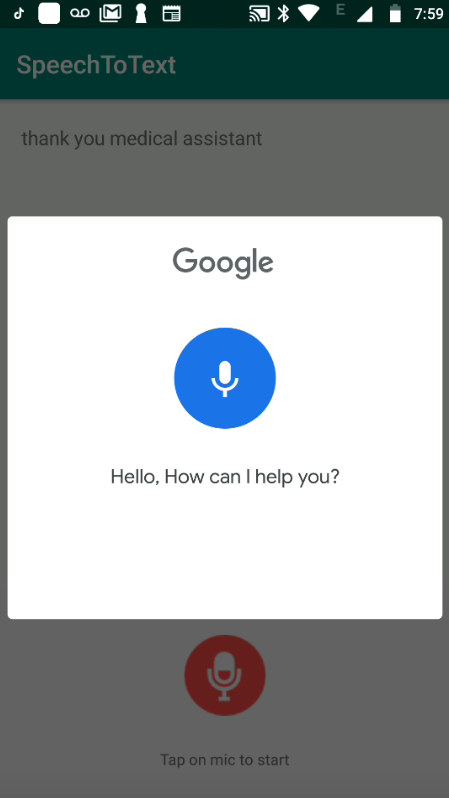 E 7:59
SpeechToText
thank you medical assistant
Google
Hello, How can I help you?
Tap on mic to start